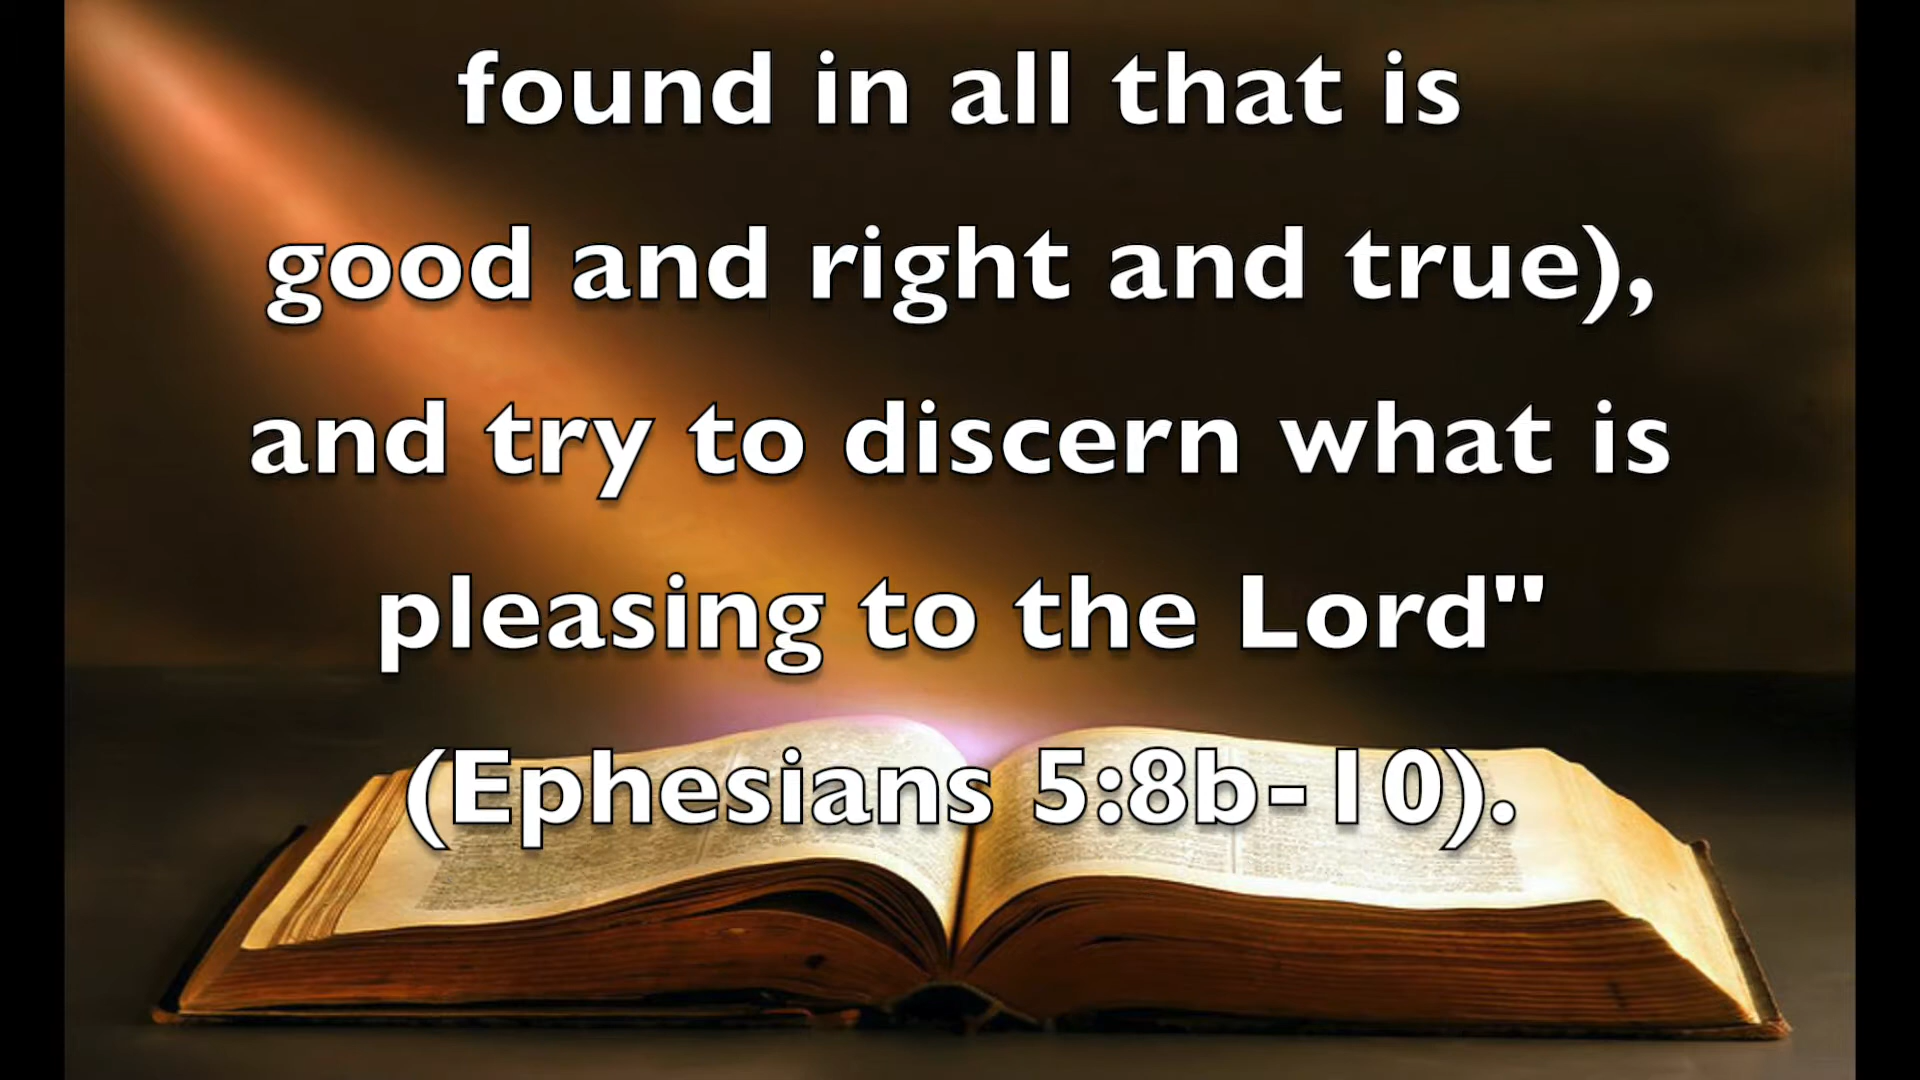 found in all that is
good and right and true),
and try to discern what is
pleasing to the Lord"
(Ephesians 5:8b-10).